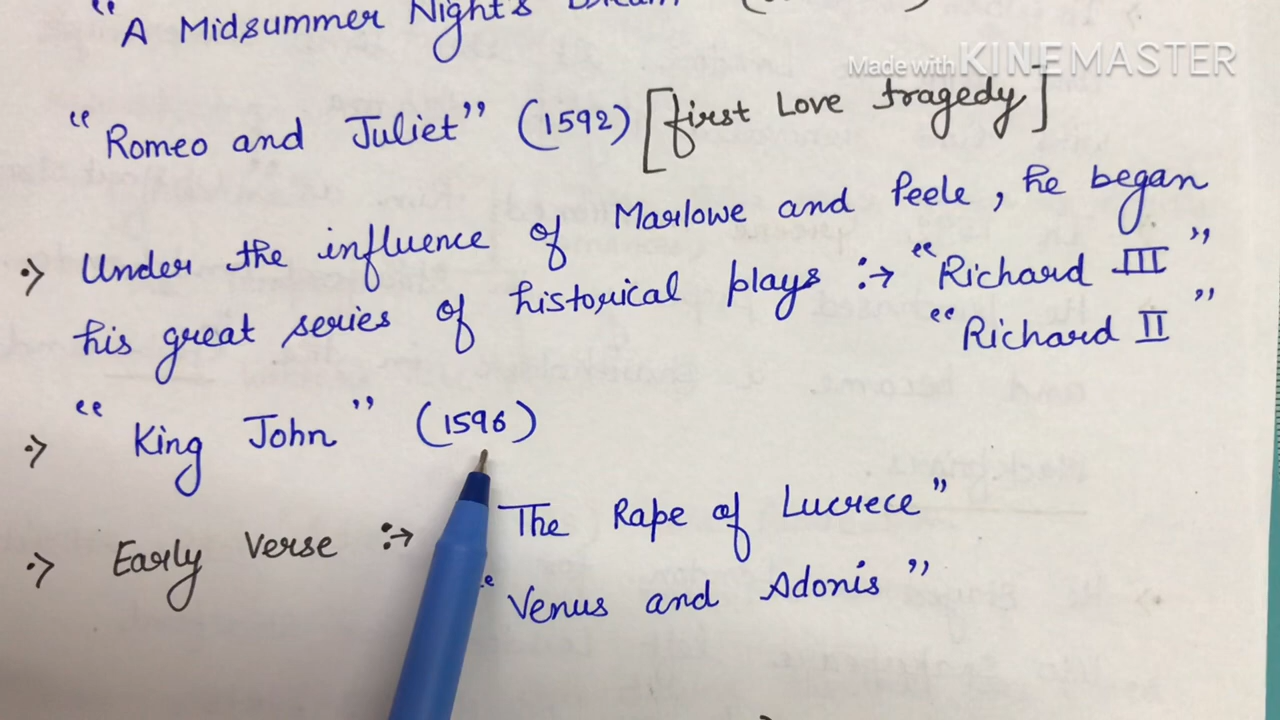 "A Midsummer Night's Dream"
Made with KINEMASTER
"Romeo and Juliet" (1592) [first Love tragedy]
:> Under the influence of Marlowe and Peele, he began
his great series of historical plays :→ "Richard III"
"Richard II"
:> "King John" (1596)
:> Early Verse :→ The Rape of Lucrece"
"Venus and Adonis"